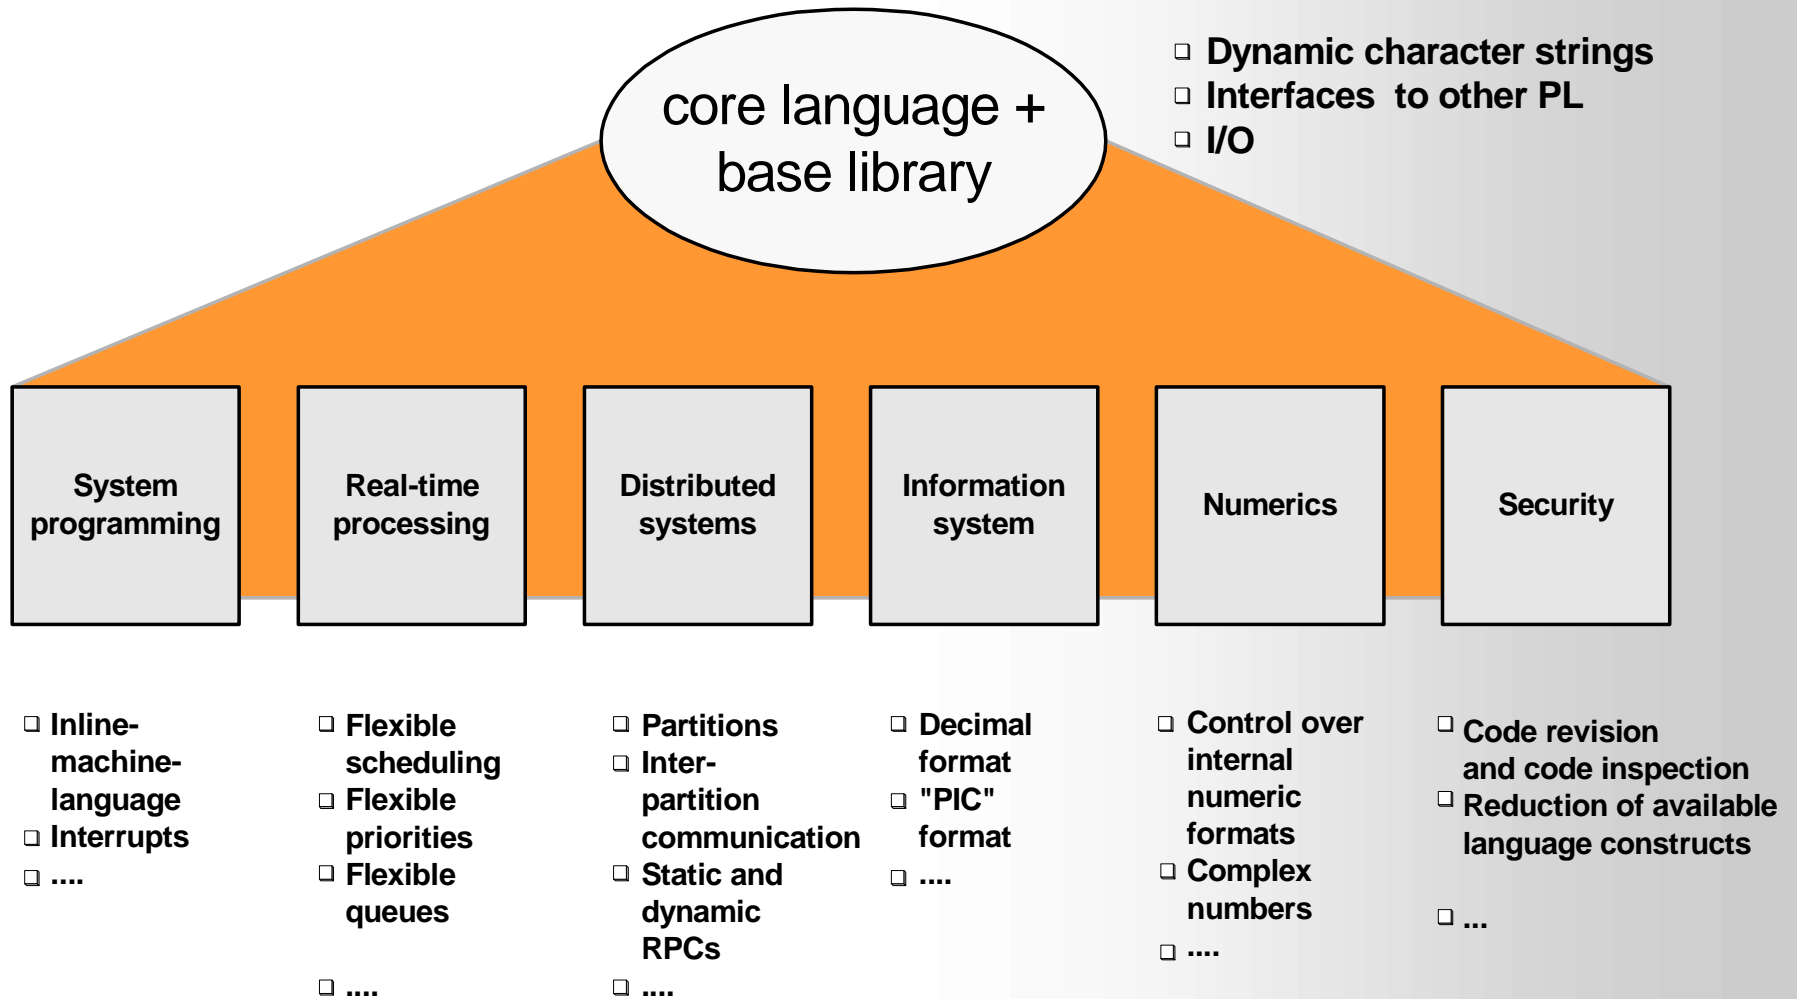 core language +
base library
❑ Dynamic character strings
❑ Interfaces to other PL
❑ I/O
System
programming
Real-time
processing
Distributed
systems
Information
system
Numerics
Security
❑ Inline-
machine-
language
❑ Interrupts
❑ ....
❑ Flexible
scheduling
❑ Flexible
priorities
❑ Flexible
queues
❑ ....
❑ Partitions
❑ Inter-
partition
communication
❑ Static and
dynamic
RPCs
❑ ....
❑ Decimal
format
❑ "PIC"
format
❑ ....
❑ Control over
internal
numeric
formats
❑ Complex
numbers
❑ ....
❑ Code revision
and code inspection
❑ Reduction of available
language constructs
❑ ...